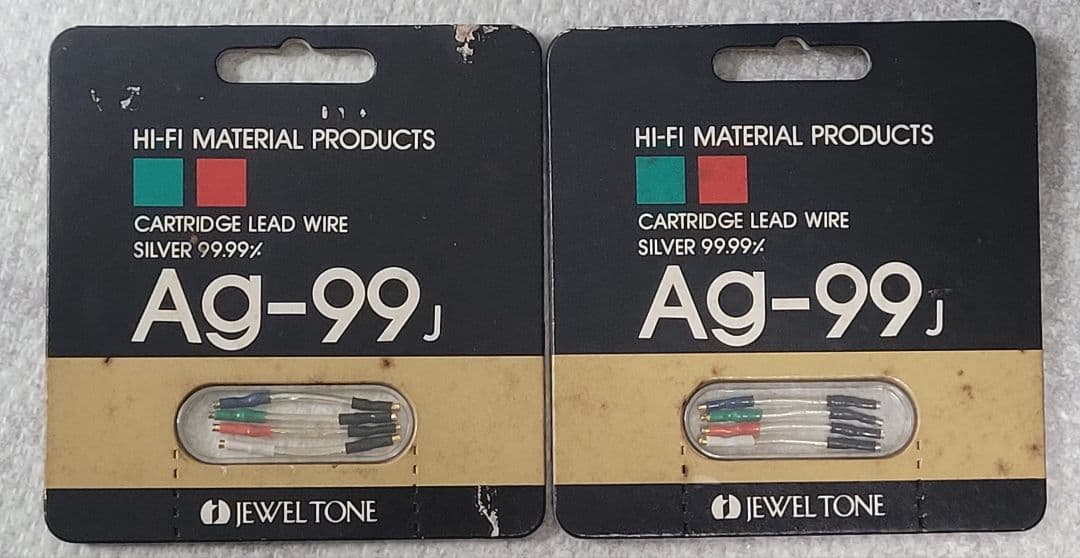 HI-FI MATERIAL PRODUCTS
CARTRIDGE LEAD WIRE
SILVER 99.99%
Ag-99J
JEWELTONE
HI-FI MATERIAL PRODUCTS
CARTRIDGE LEAD WIRE
SILVER 99.99%
Ag-99J
JEWELTONE